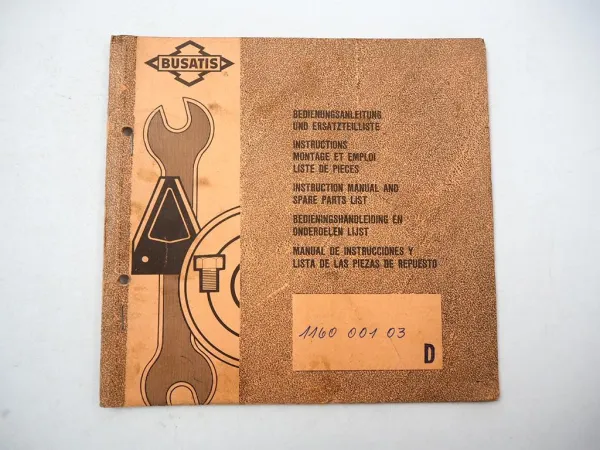 BUSATIS
BEDIENUNGSANLEITUNG
UND ERSATZTEILLISTE
INSTRUCTIONS
MONTAGE ET EMPLOI
LISTE DE PIECES
INSTRUCTION MANUAL AND
SPARE PARTS LIST
BEDIENINGSHANDLEIDING EN
ONDERDELEN LIJST
MANUAL DE INSTRUCCIONES Y
LISTA DE LAS PIEZAS DE REPUESTO
1160 001 03
D